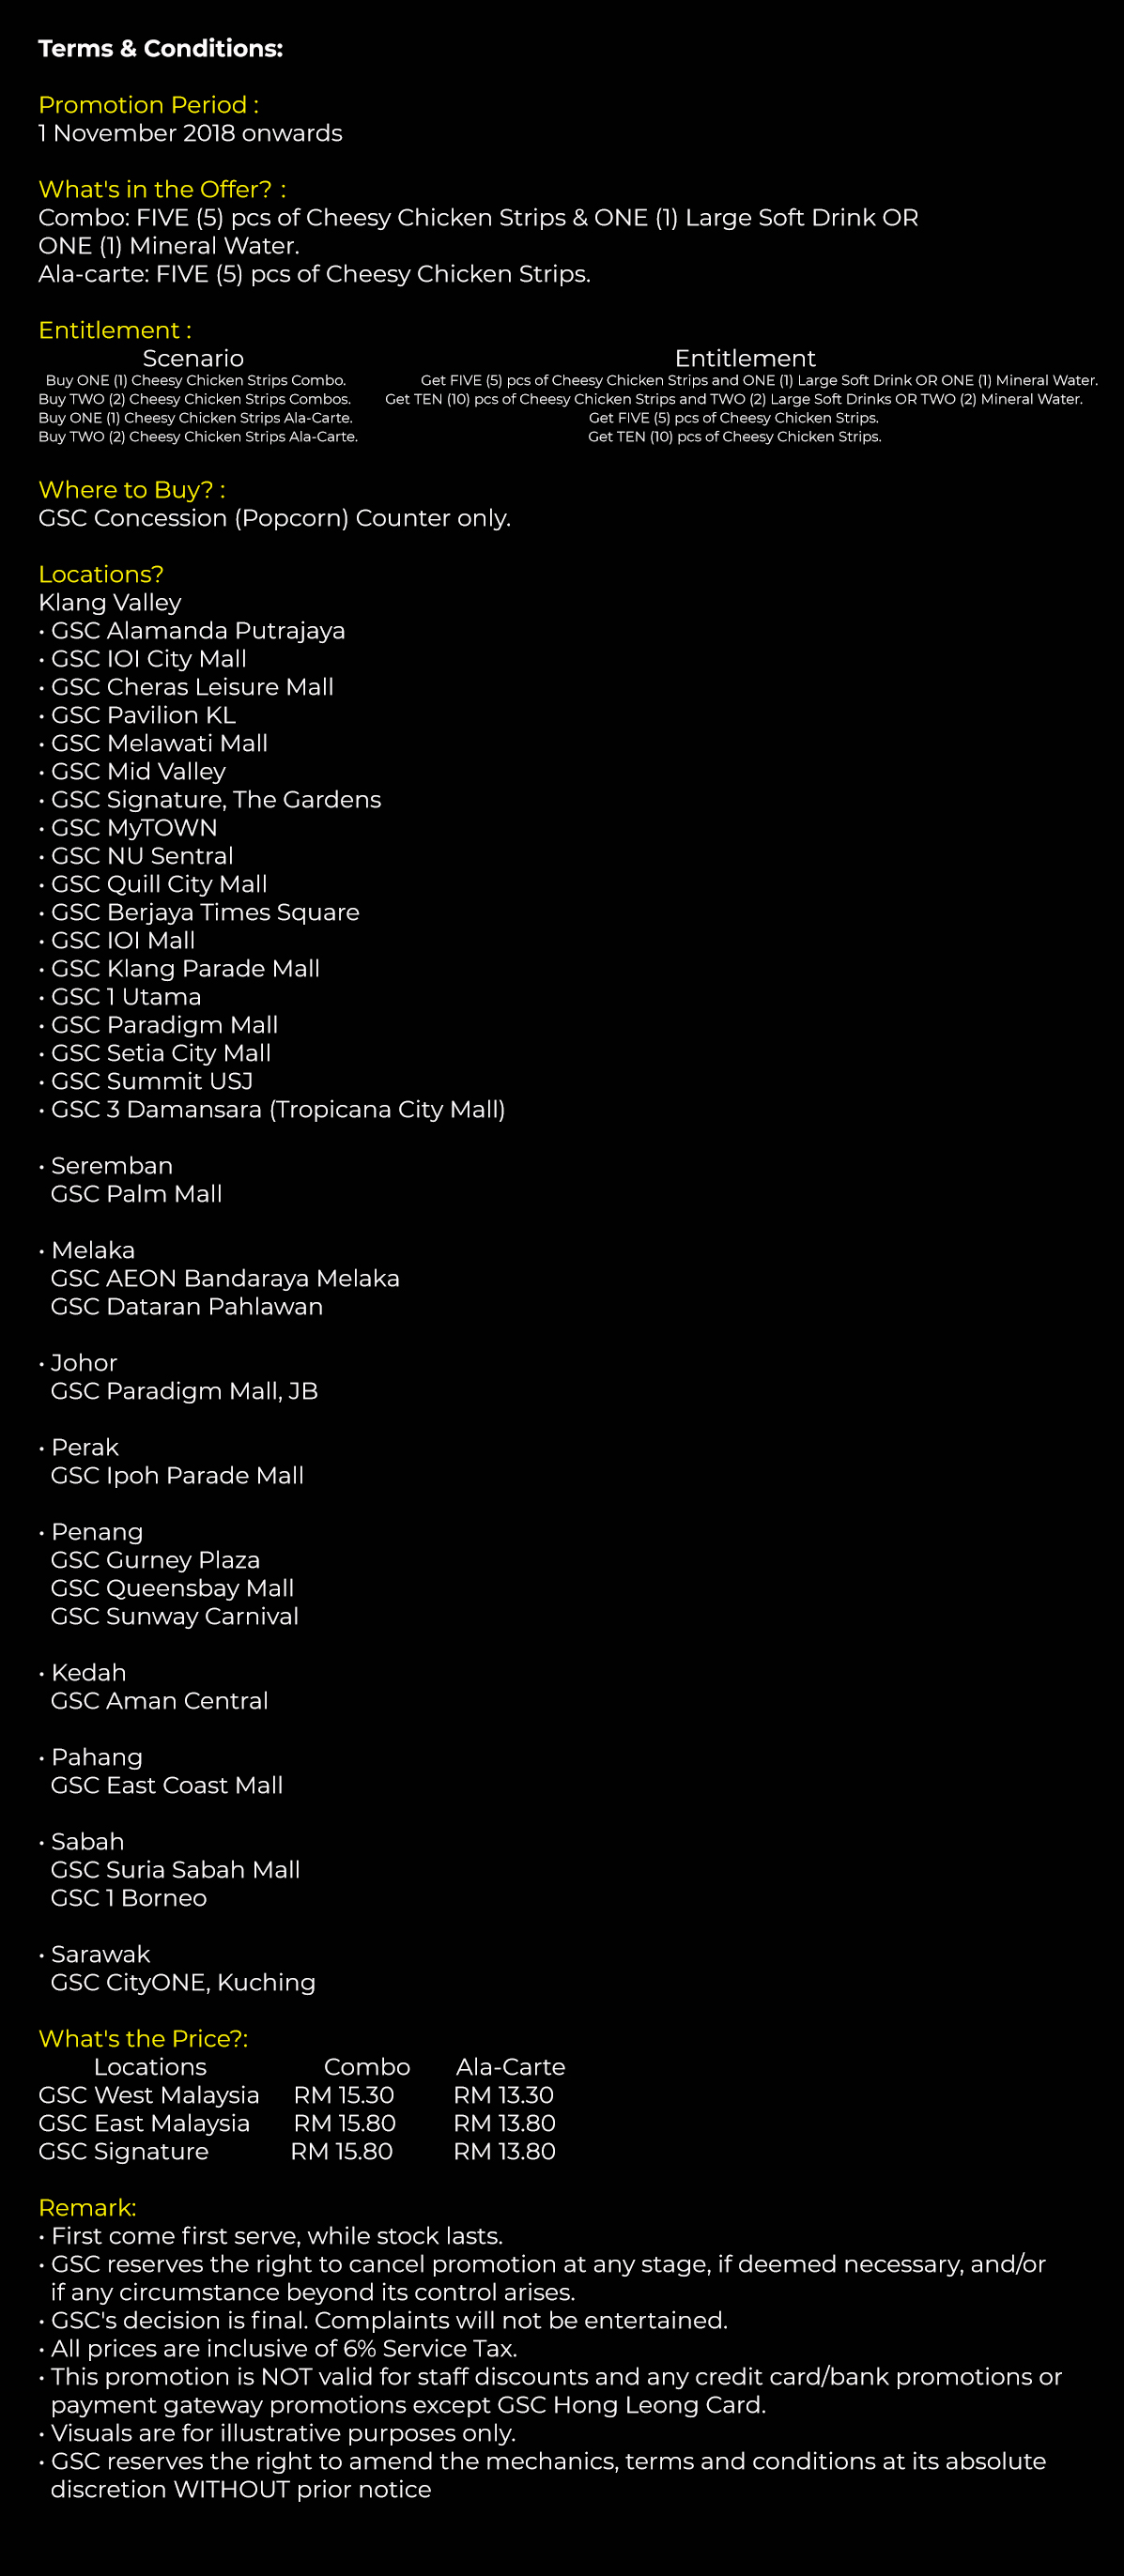 Terms & Conditions:
Promotion Period :
1 November 2018 onwards
What's in the Offer? :
Combo: FIVE (5) pcs of Cheesy Chicken Strips & ONE (1) Large Soft Drink OR
ONE (1) Mineral Water.
Ala-carte: FIVE (5) pcs of Cheesy Chicken Strips.
Entitlement :
Scenario Entitlement
Buy ONE (1) Cheesy Chicken Strips Combo. Get FIVE (5) pcs of Cheesy Chicken Strips and ONE (1) Large Soft Drink OR ONE (1) Mineral Water.
Buy TWO (2) Cheesy Chicken Strips Combos. Get TEN (10) pcs of Cheesy Chicken Strips and TWO (2) Large Soft Drinks OR TWO (2) Mineral Water.
Buy ONE (1) Cheesy Chicken Strips Ala-Carte. Get FIVE (5) pcs of Cheesy Chicken Strips.
Buy TWO (2) Cheesy Chicken Strips Ala-Carte. Get TEN (10) pcs of Cheesy Chicken Strips.
Where to Buy? :
GSC Concession (Popcorn) Counter only.
Locations?
Klang Valley
• GSC Alamanda Putrajaya
• GSC IOI City Mall
• GSC Cheras Leisure Mall
• GSC Pavilion KL
• GSC Melawati Mall
• GSC Mid Valley
• GSC Signature, The Gardens
• GSC MyTOWN
• GSC NU Sentral
• GSC Quill City Mall
• GSC Berjaya Times Square
• GSC IOI Mall
• GSC Klang Parade Mall
• GSC 1 Utama
• GSC Paradigm Mall
• GSC Setia City Mall
• GSC Summit USJ
• GSC 3 Damansara (Tropicana City Mall)
• Seremban
GSC Palm Mall
• Melaka
GSC AEON Bandaraya Melaka
GSC Dataran Pahlawan
• Johor
GSC Paradigm Mall, JB
• Perak
GSC Ipoh Parade Mall
• Penang
GSC Gurney Plaza
GSC Queensbay Mall
GSC Sunway Carnival
• Kedah
GSC Aman Central
• Pahang
GSC East Coast Mall
• Sabah
GSC Suria Sabah Mall
GSC 1 Borneo
• Sarawak
GSC CityONE, Kuching
What's the Price?:
Locations Combo Ala-Carte
GSC West Malaysia RM 15.30 RM 13.30
GSC East Malaysia RM 15.80 RM 13.80
GSC Signature RM 15.80 RM 13.80
Remark:
• First come first serve, while stock lasts.
• GSC reserves the right to cancel promotion at any stage, if deemed necessary, and/or
if any circumstance beyond its control arises.
• GSC's decision is final. Complaints will not be entertained.
• All prices are inclusive of 6% Service Tax.
• This promotion is NOT valid for staff discounts and any credit card/bank promotions or
payment gateway promotions except GSC Hong Leong Card.
• Visuals are for illustrative purposes only.
• GSC reserves the right to amend the mechanics, terms and conditions at its absolute
discretion WITHOUT prior notice